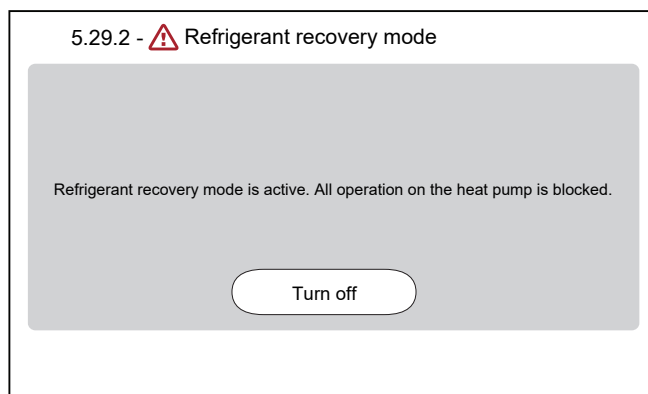 5.29.2 - Refrigerant recovery mode
Refrigerant recovery mode is active. All operation on the heat pump is blocked.
Turn off